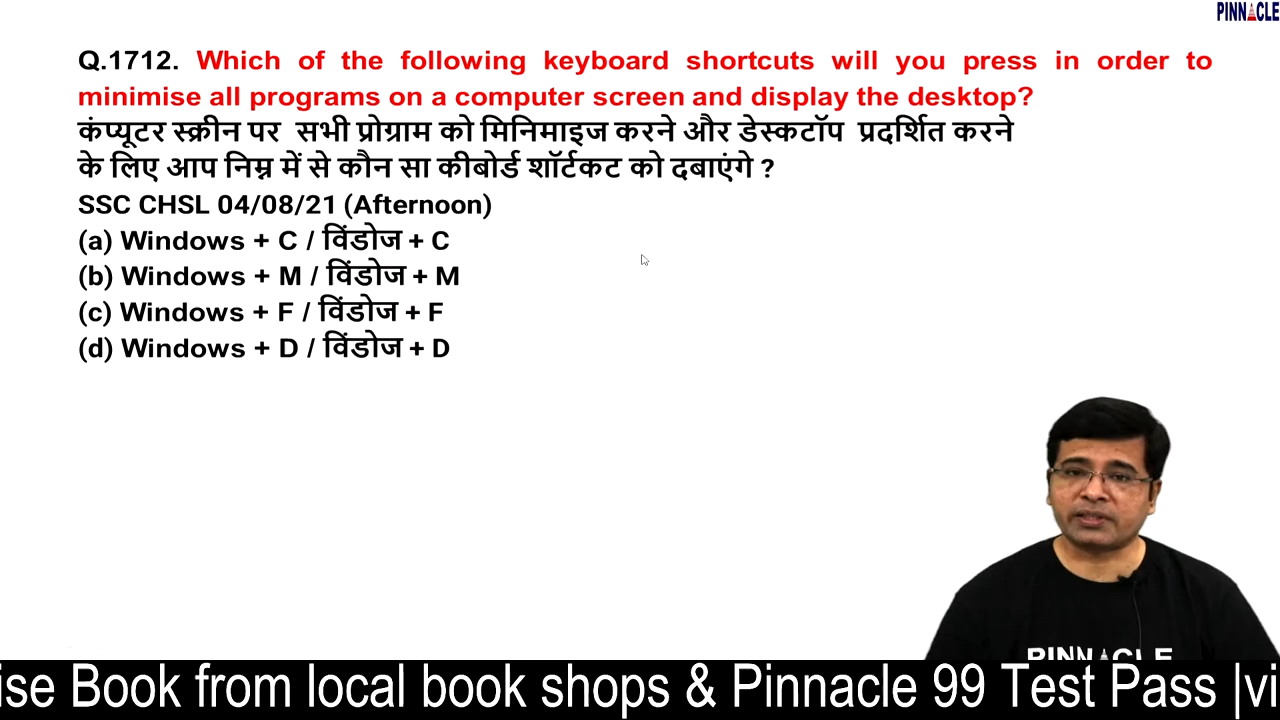 PINNACLE
Q.1712. Which of the following keyboard shortcuts will you press in order to
minimise all programs on a computer screen and display the desktop?
कंप्यूटर स्क्रीन पर सभी प्रोग्राम को मिनिमाइज करने और डेस्कटॉप प्रदर्शित करने
के लिए आप निम्न में से कौन सा कीबोर्ड शॉर्टकट को दबाएंगे ?
SSC CHSL 04/08/21 (Afternoon)
(a) Windows + C / विंडोज + C
(b) Windows + M / विंडोज + M
(c) Windows + F / विंडोज + F
(d) Windows + D / विंडोज + D
PINNACLE
ise Book from local book shops & Pinnacle 99 Test Pass |vi